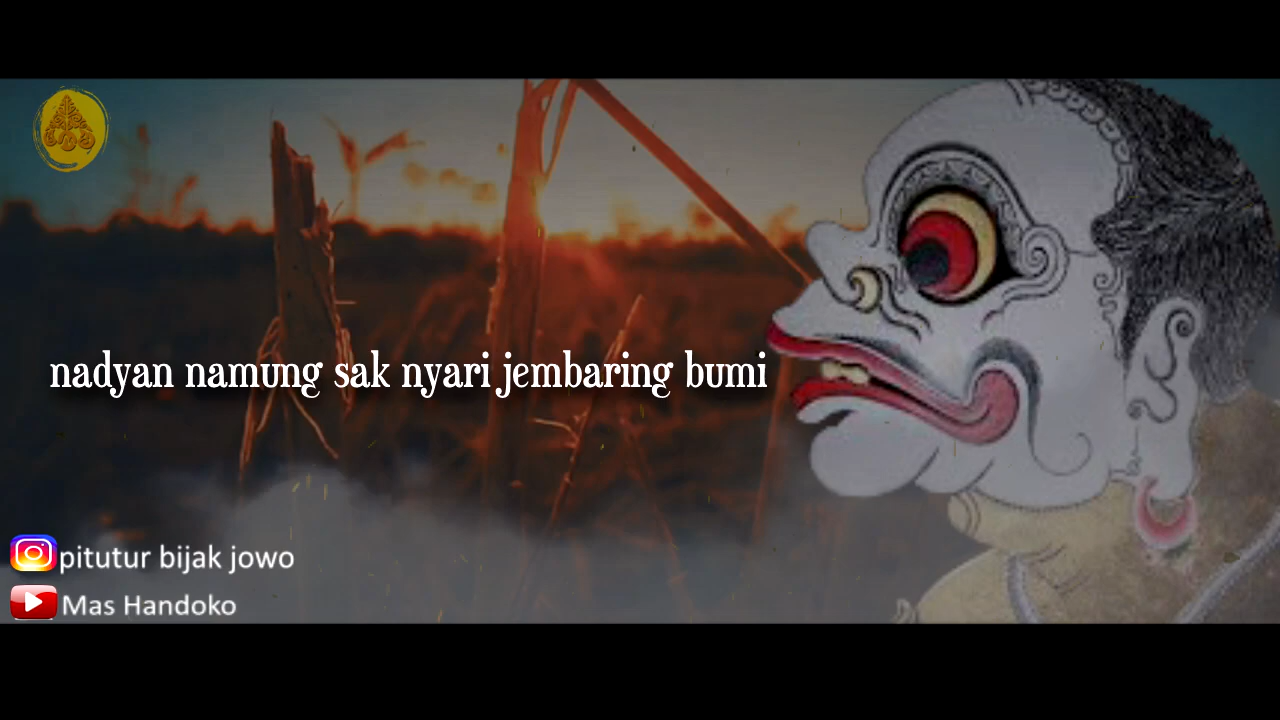 nadyan namung sak nyari jembaring bumi
pitutur bijak jowo
Mas Handoko